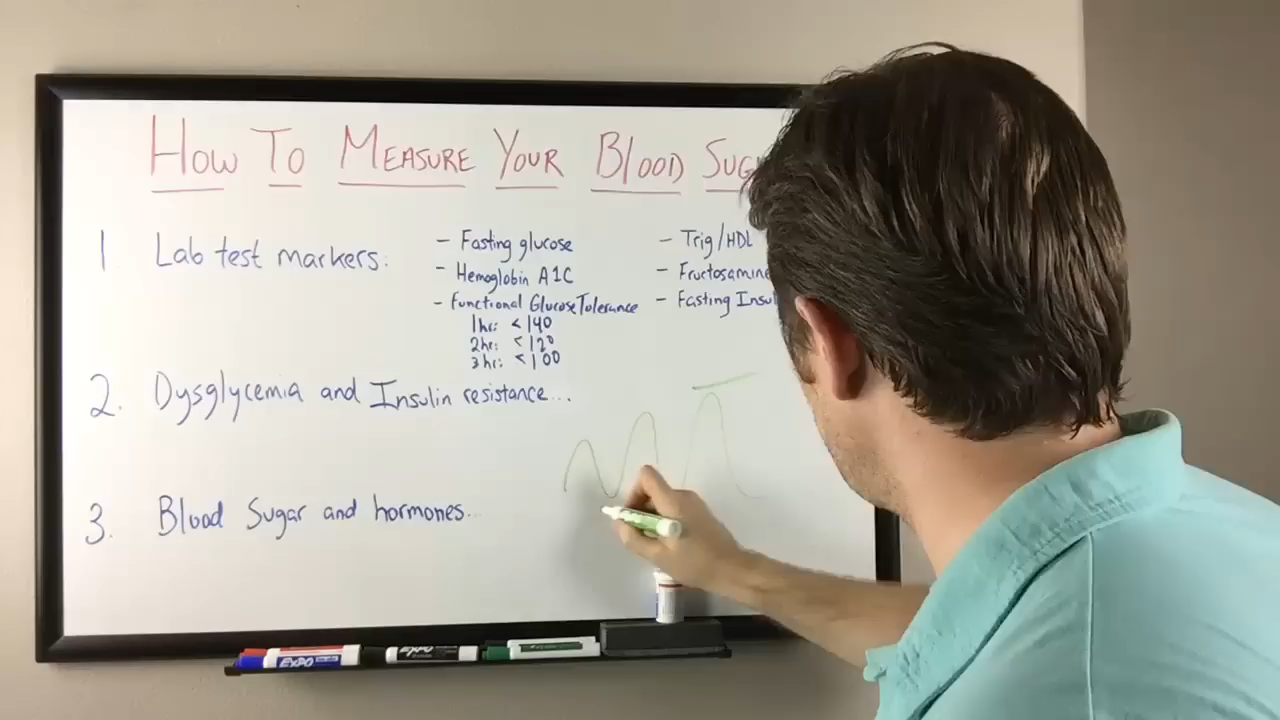 HOW TO MEASURE YOUR BLOOD
1 Lab test markers:
- Fasting glucose
- Hemoglobin A1C
- Functional Glucose Tolerance
1hr: < 140
2hr: < 120
3hr: < 100
- Trig/HDL
- Fructosamine
- Fasting
2. Dysglycemia and Insulin resistance...
3. Blood Sugar and hormones...
EXPO
EXPO